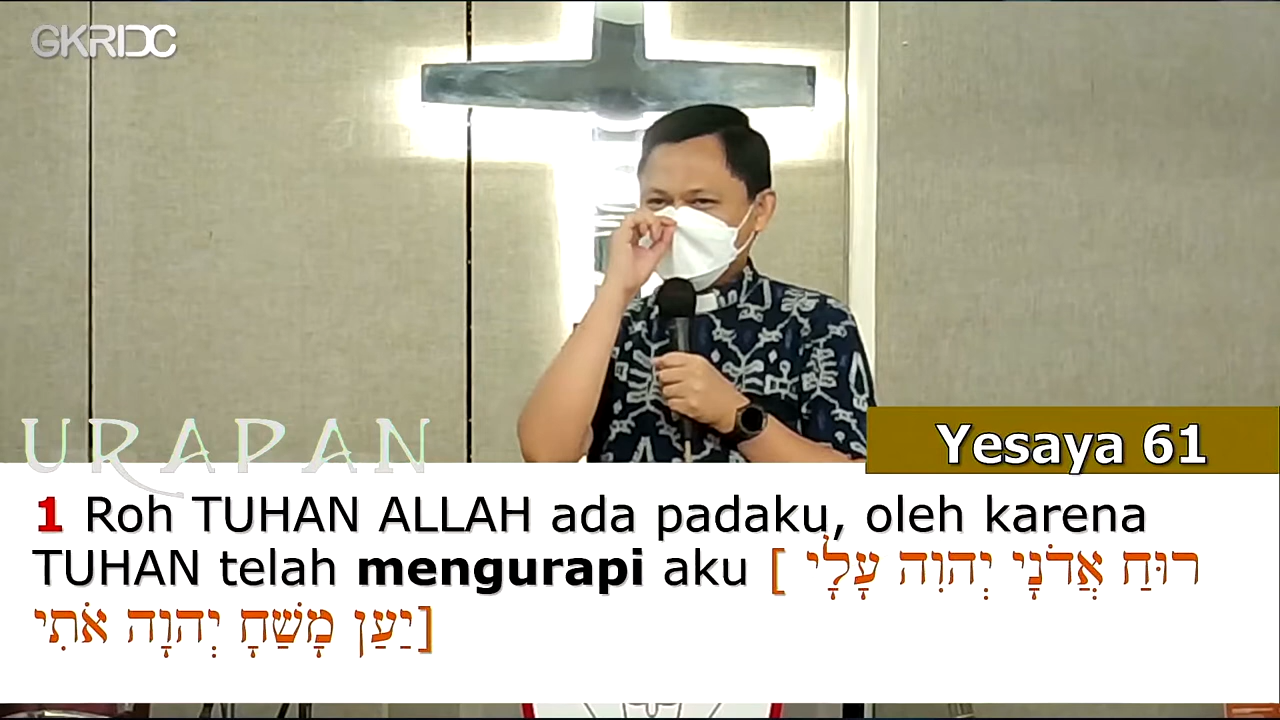 GKRIDC
URAPAN
Yesaya 61
1 Roh TUHAN ALLAH ada padaku, oleh karena
TUHAN telah mengurapi aku [ רוּחַ אֲדֹנָי יְהוִה עָלָי
יַעַן מָשַׁח יְהוָה אֹתִי]